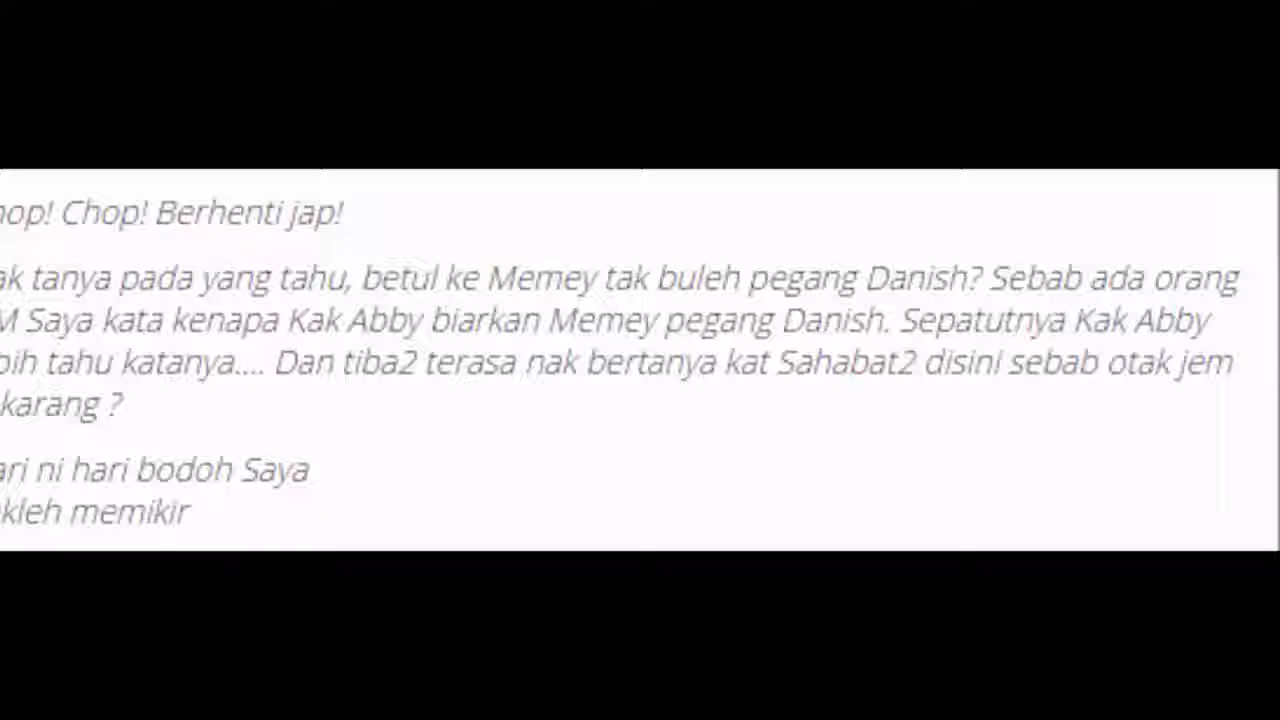 hop! Chop! Berhenti jap!
ak tanya pada yang tahu, betul ke Memey tak buleh pegang Danish? Sebab ada orang
M Saya kata kenapa Kak Abby biarkan Memey pegang Danish. Sepatutnya Kak Abby
bih tahu katanya.... Dan tiba2 terasa nak bertanya kat Sahabat2 disini sebab otak jem
karang ?
ari ni hari bodoh Saya
kleh memikir